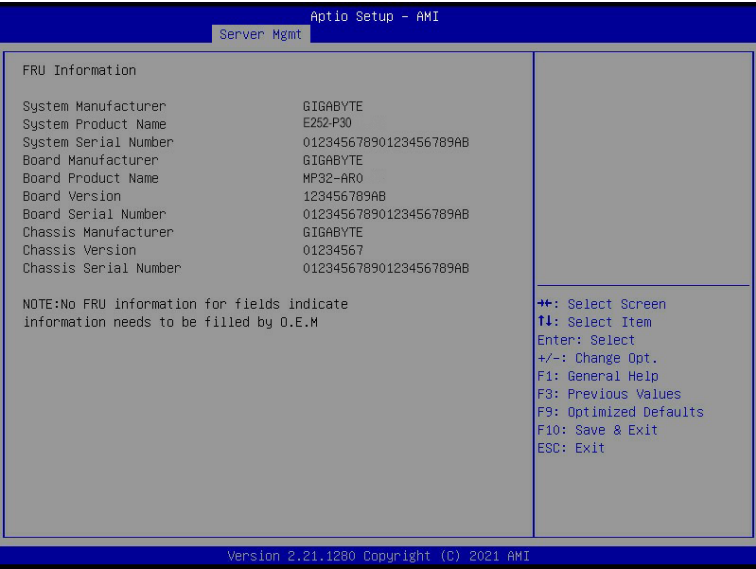 Aptio Setup - AMI
Server Mgmt
FRU Information
System Manufacturer GIGABYTE
System Product Name E252-P30
System Serial Number 01234567890123456789AB
Board Manufacturer GIGABYTE
Board Product Name MP32-AR0
Board Version 123456789AB
Board Serial Number 01234567890123456789AB
Chassis Manufacturer GIGABYTE
Chassis Version 01234567
Chassis Serial Number 01234567890123456789AB
NOTE:No FRU information for fields indicate
information needs to be filled by O.E.M
→←: Select Screen
↑↓: Select Item
Enter: Select
+/-: Change Opt.
F1: General Help
F3: Previous Values
F9: Optimized Defaults
F10: Save & Exit
ESC: Exit
Version 2.21.1280 Copyright (C) 2021 AMI